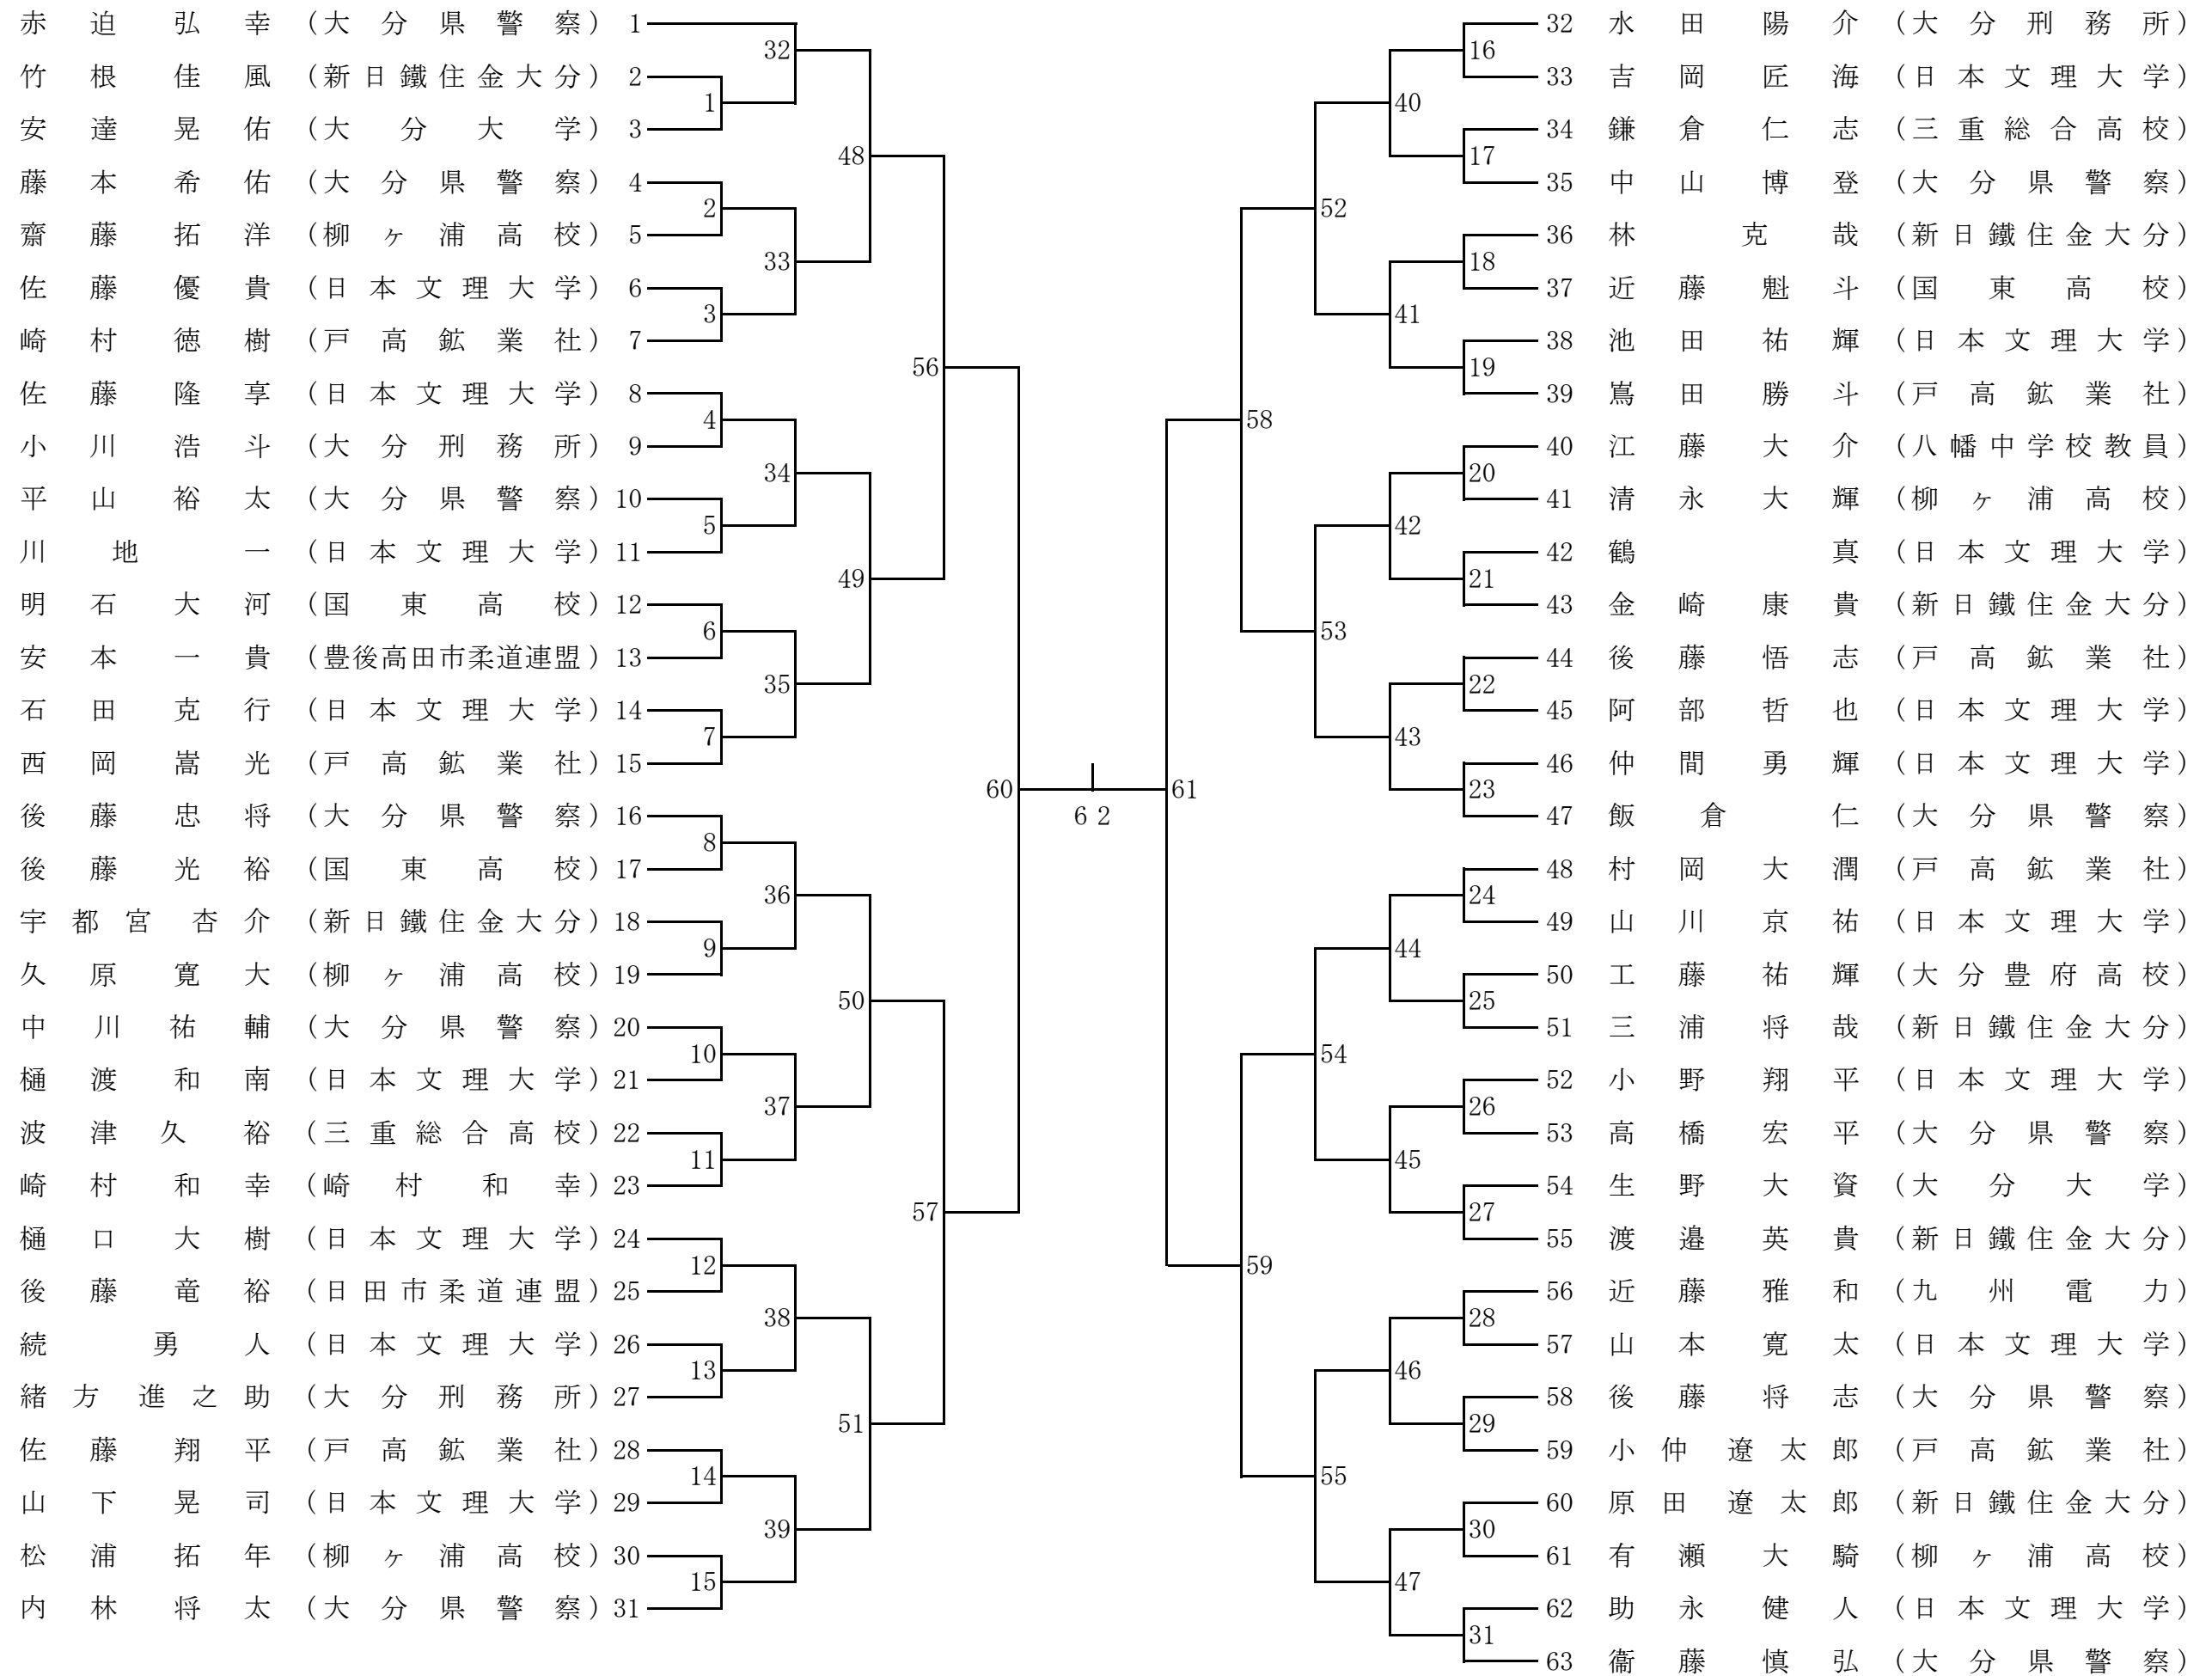 赤迫弘幸（大分県警察）1
竹根佳風（新日鐵住金大分）2
安達晃佑（大分大学）3
藤本希佑（大分県警察）4
齋藤拓洋（柳ヶ浦高校）5
佐藤優貴（日本文理大学）6
崎村徳樹（戸高鉱業社）7
佐藤隆享（日本文理大学）8
小川浩斗（大分刑務所）9
平山裕太（大分県警察）10
川地一（日本文理大学）11
明石大河（国東高校）12
安本一貴（豊後高田市柔道連盟）13
石田克行（日本文理大学）14
西岡嵩光（戸高鉱業社）15
後藤忠将（大分県警察）16
後藤光裕（国東高校）17
宇都宮杏介（新日鐵住金大分）18
久原寛大（柳ヶ浦高校）19
中川祐輔（大分県警察）20
樋渡和南（日本文理大学）21
波津久裕（三重総合高校）22
崎村和幸（崎村和幸）23
樋口大樹（日本文理大学）24
後藤竜裕（日田市柔道連盟）25
続勇人（日本文理大学）26
緒方進之助（大分刑務所）27
佐藤翔平（戸高鉱業社）28
山下晃司（日本文理大学）29
松浦拓年（柳ヶ浦高校）30
内林将太（大分県警察）31
1
2
3
4
5
6
7
8
9
10
11
12
13
14
15
32
33
34
35
36
37
38
39
48
49
50
51
56
57
60
62
61
58
59
52
53
54
55
40
41
42
43
44
45
46
47
16
17
18
19
20
21
22
23
24
25
26
27
28
29
30
31
32 水田陽介（大分刑務所）
33 吉岡匠海（日本文理大学）
34 鎌倉仁志（三重総合高校）
35 中山博登（大分県警察）
36 林克哉（新日鐵住金大分）
37 近藤魁斗（国東高校）
38 池田祐輝（日本文理大学）
39 嶌田勝斗（戸高鉱業社）
40 江藤大介（八幡中学校教員）
41 清永大輝（柳ヶ浦高校）
42 鶴真（日本文理大学）
43 金崎康貴（新日鐵住金大分）
44 後藤悟志（戸高鉱業社）
45 阿部哲也（日本文理大学）
46 仲間勇輝（日本文理大学）
47 飯倉仁（大分県警察）
48 村岡大潤（戸高鉱業社）
49 山川京祐（日本文理大学）
50 工藤祐輝（大分豊府高校）
51 三浦将哉（新日鐵住金大分）
52 小野翔平（日本文理大学）
53 高橋宏平（大分県警察）
54 生野大資（大分大学）
55 渡邉英貴（新日鐵住金大分）
56 近藤雅和（九州電力）
57 山本寛太（日本文理大学）
58 後藤将志（大分県警察）
59 小仲遼太郎（戸高鉱業社）
60 原田遼太郎（新日鐵住金大分）
61 有瀬大騎（柳ヶ浦高校）
62 助永健人（日本文理大学）
63 衞藤慎弘（大分県警察）